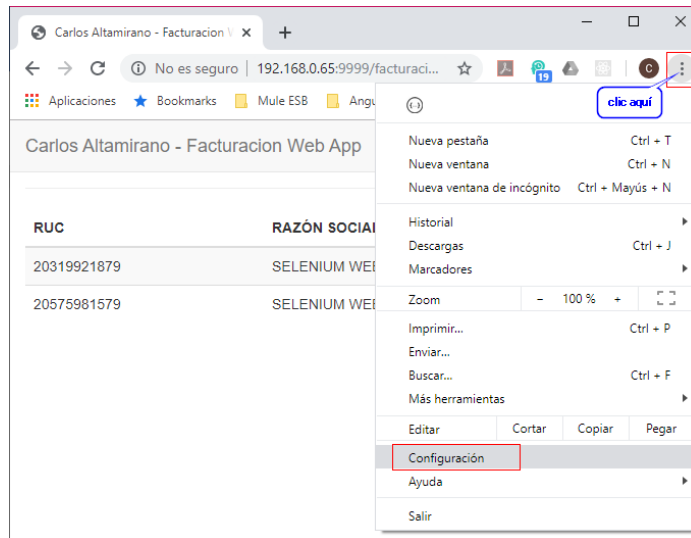 Carlos Altamirano - Facturacion W
No es seguro | 192.168.0.65:9999/facturaci...
19
C
Aplicaciones
Bookmarks
Mule ESB
Angu
clic aquí
Carlos Altamirano - Facturacion Web App
RUC
RAZÓN SOCIAL
20319921879
SELENIUM WEB
20575981579
SELENIUM WEB
Nueva pestaña Ctrl + T
Nueva ventana Ctrl + N
Nueva ventana de incógnito Ctrl + Mayús + N
Historial
Descargas Ctrl + J
Marcadores
Zoom - 100 % +
Imprimir... Ctrl + P
Enviar...
Buscar... Ctrl + F
Más herramientas
Editar Cortar Copiar Pegar
Configuración
Ayuda
Salir